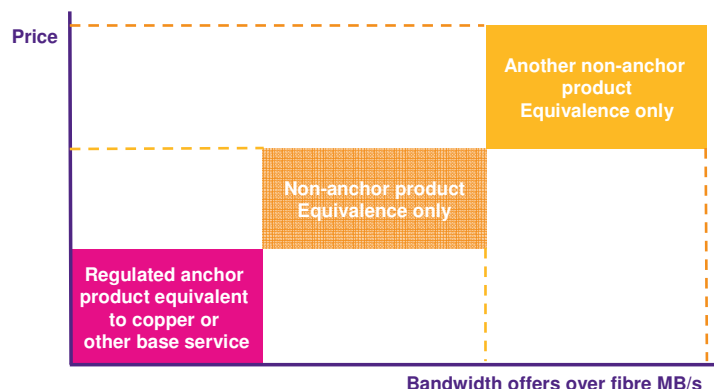 Price
Another non-anchor
product
Equivalence only
Non-anchor product
Equivalence only
Regulated anchor
product equivalent
to copper or
other base service
Bandwidth offers over fibre MB/s